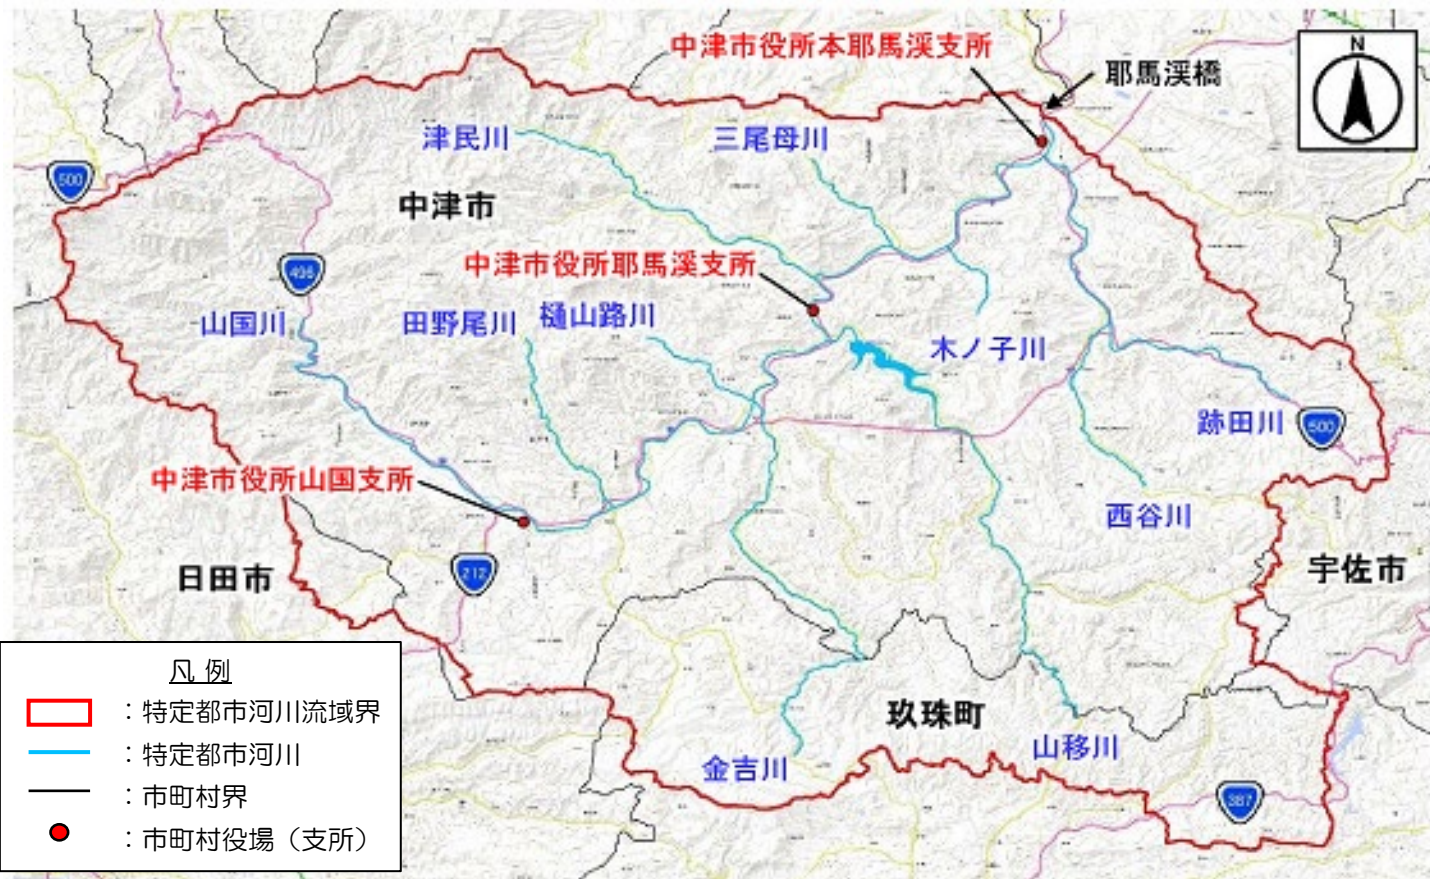 中津市役所本耶馬渓支所
N
耶馬渓橋
津民川
三尾母川
500
中津市
中津市役所耶馬渓支所
496
山国川
田野尾川
樋山路川
木ノ子川
跡田川
500
中津市役所山国支所
西谷川
212
日田市
宇佐市
玖珠町
山移川
金吉川
387
凡 例
：特定都市河川流域界
：特定都市河川
：市町村界
：市町村役場（支所）